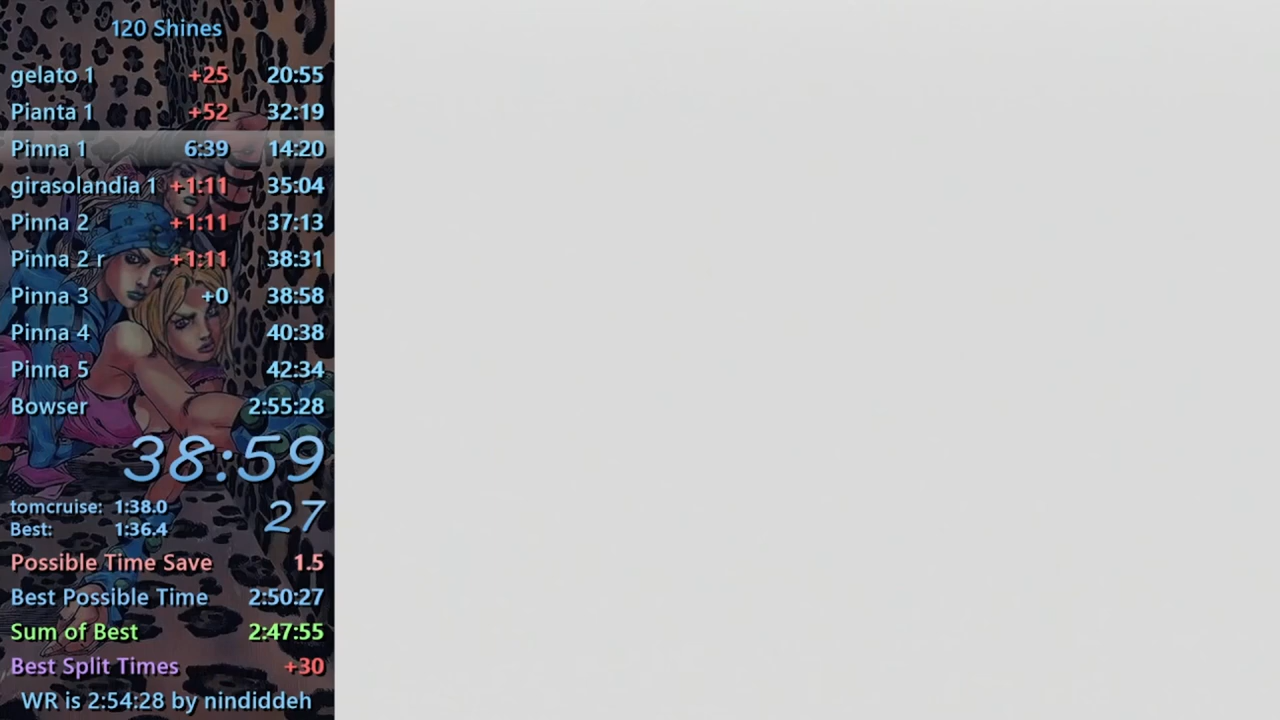 120 Shines
gelato 1 +25 20:55
Pianta 1 +52 32:19
Pinna 1 6:39 14:20
girasolandia 1 +1:11 35:04
Pinna 2 +1:11 37:13
Pinna 2 r +1:11 38:31
Pinna 3 +0 38:58
Pinna 4 40:38
Pinna 5 42:34
Bowser 2:55:28
38:59
tomcruise: 1:38.0 27
Best: 1:36.4
Possible Time Save 1.5
Best Possible Time 2:50:27
Sum of Best 2:47:55
Best Split Times +30
WR is 2:54:28 by nindiddeh